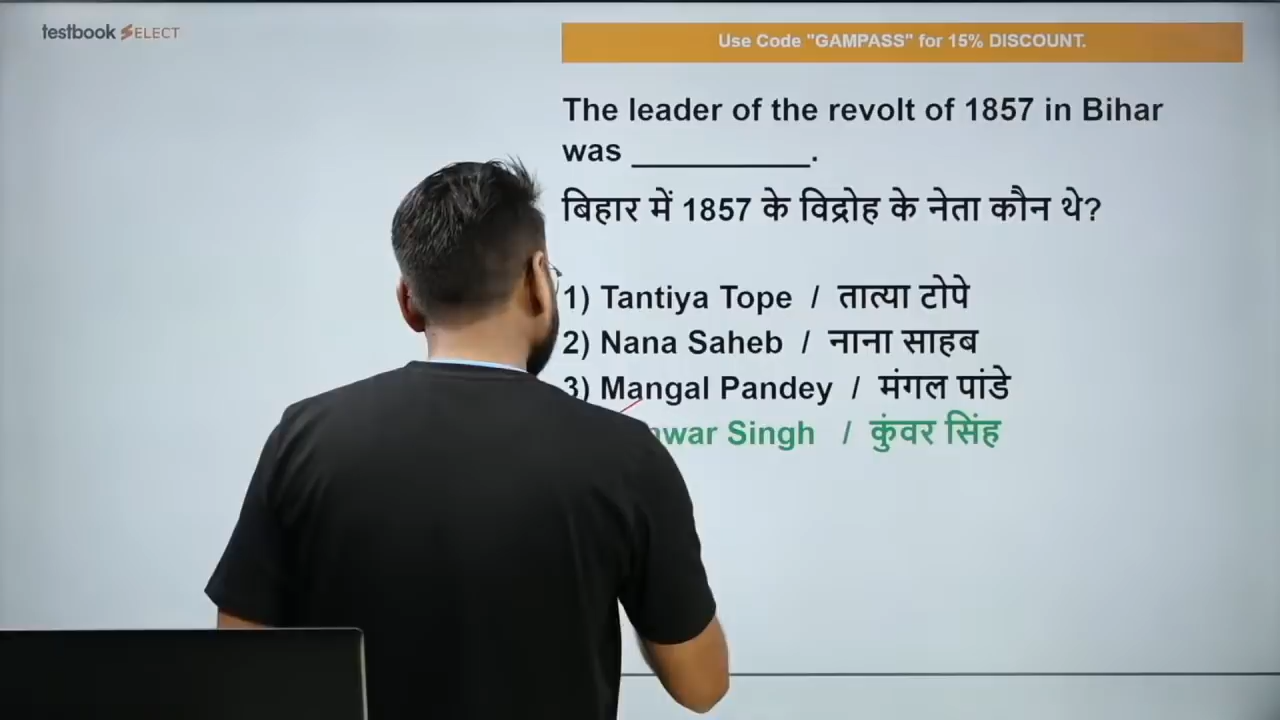 testbook SELECT
Use Code "GAMPASS" for 15% DISCOUNT.
The leader of the revolt of 1857 in Bihar
was __________.
बिहार में 1857 के विद्रोह के नेता कौन थे?
1) Tantiya Tope / तात्या टोपे
2) Nana Saheb / नाना साहब
3) Mangal Pandey / मंगल पांडे
Singh / कुंवर सिंह